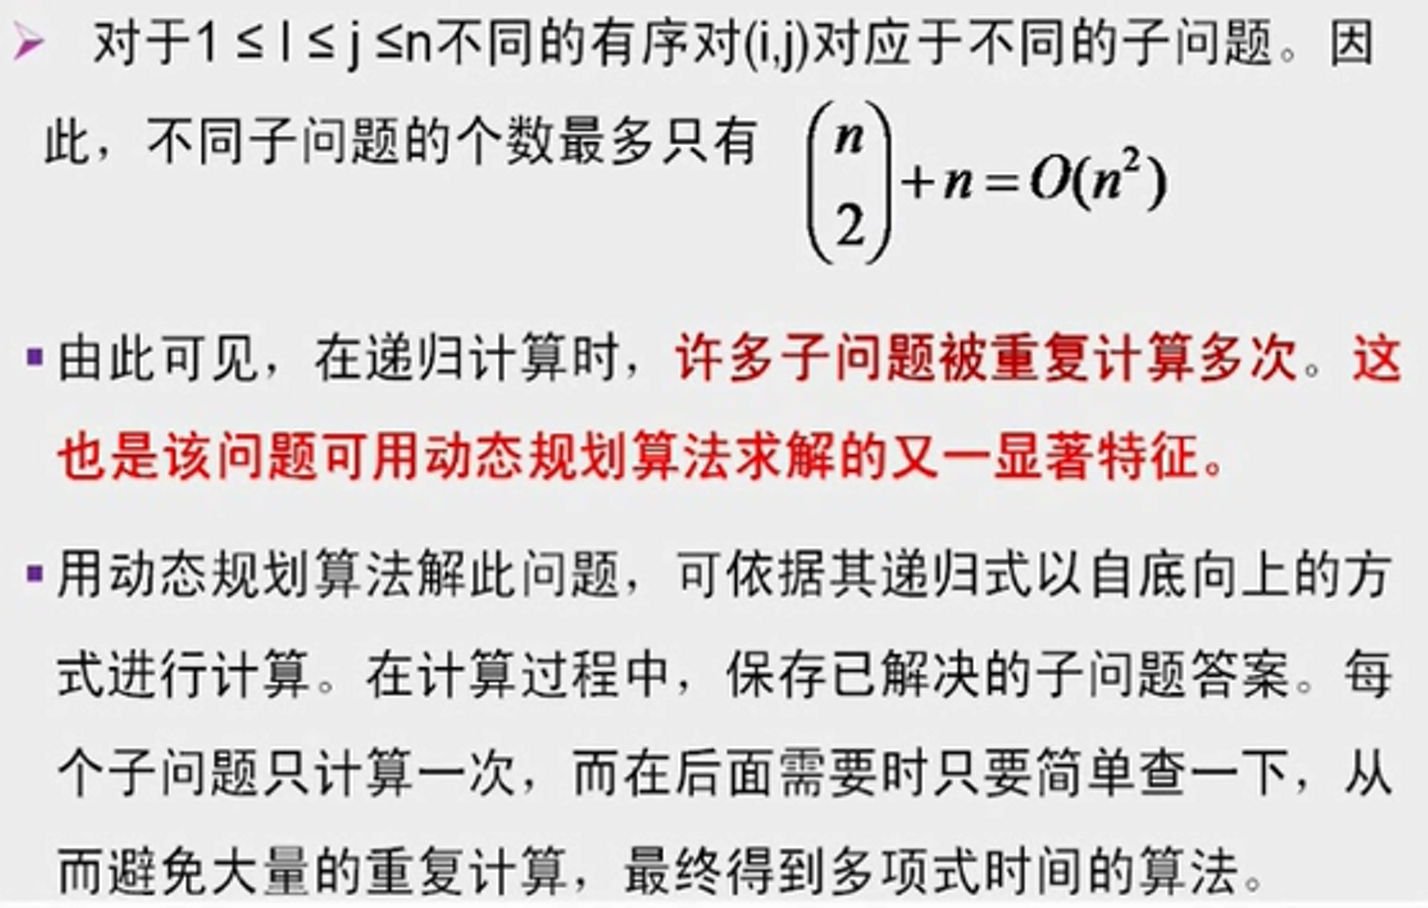 对于1 ≤ l ≤ j ≤n不同的有序对(i,j)对应于不同的子问题。因
此，不同子问题的个数最多只有 (n 2)+n=O(n²)
由此可见，在递归计算时，许多子问题被重复计算多次。这
也是该问题可用动态规划算法求解的又一显著特征。
用动态规划算法解此问题，可依据其递归式以自底向上的方
式进行计算。在计算过程中，保存已解决的子问题答案。每
个子问题只计算一次，而在后面需要时只要简单查一下，从
而避免大量的重复计算，最终得到多项式时间的算法。